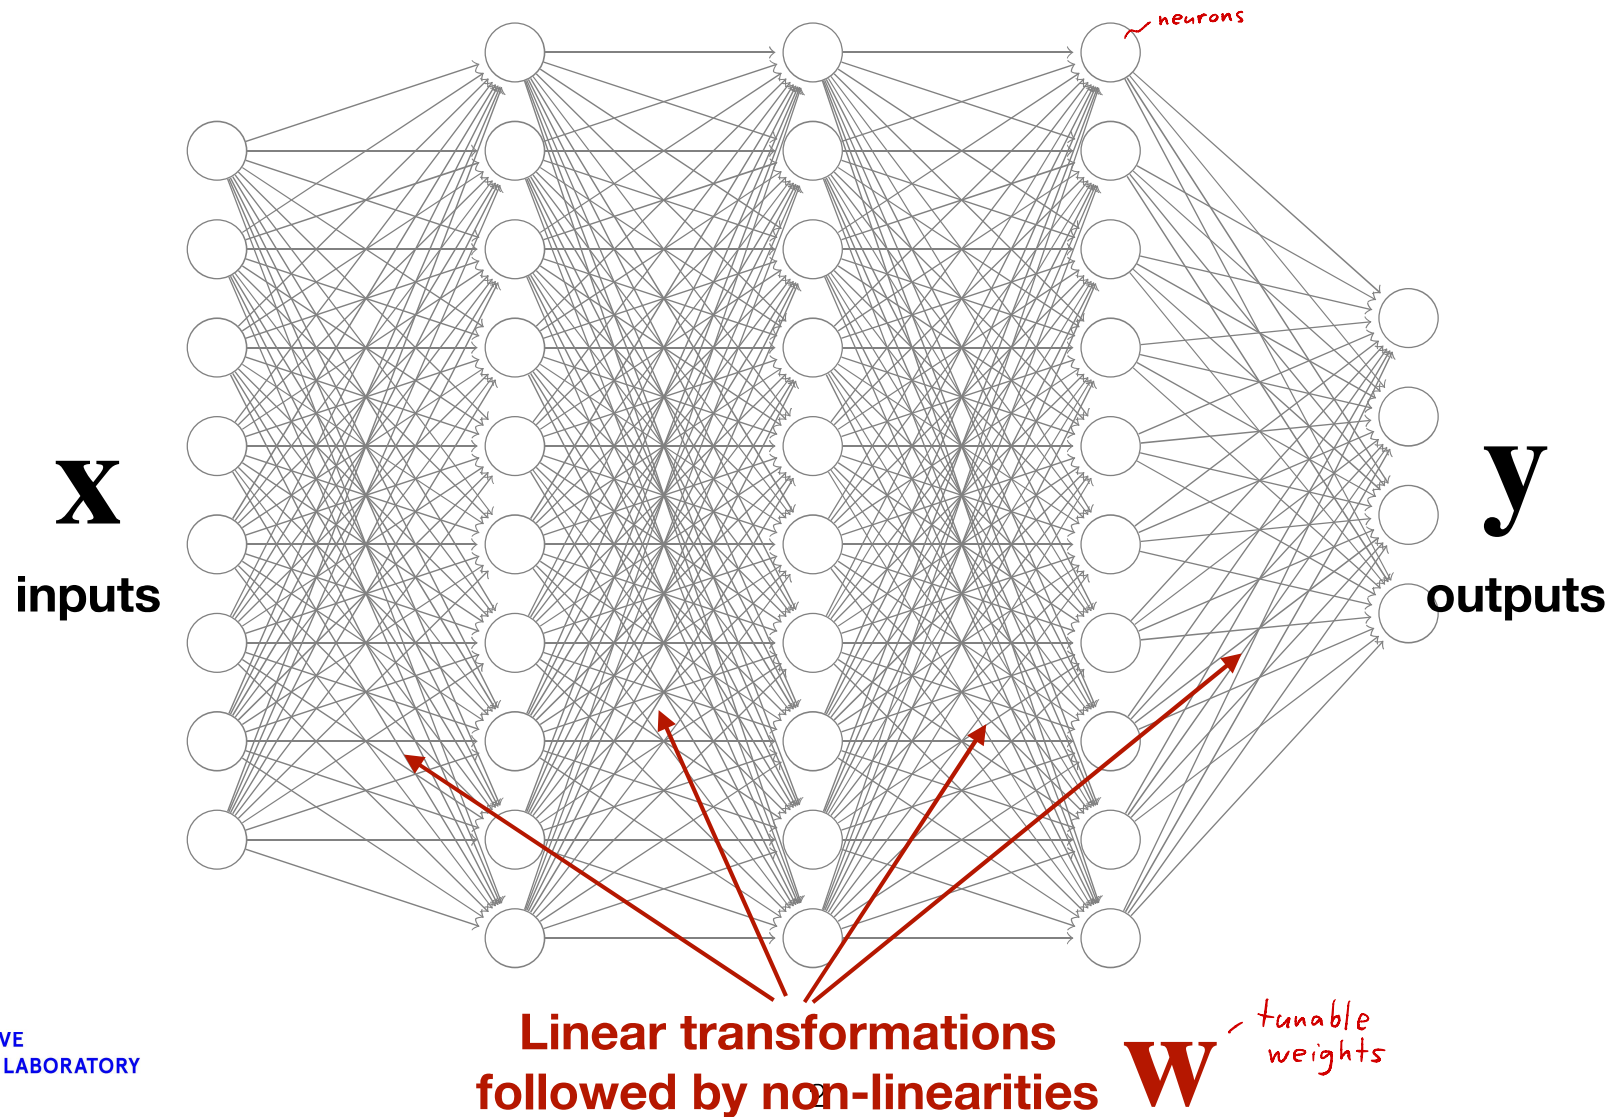 neurons
x
inputs
y
outputs
Linear transformations
followed by non-linearities
w
tunable
weights
VE
LABORATORY
2